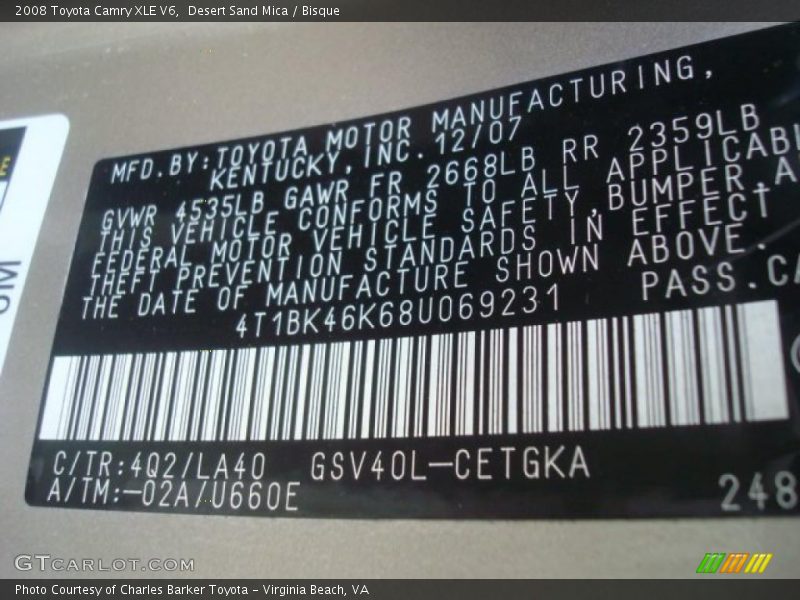 2008 Toyota Camry XLE V6,  Desert Sand Mica / Bisque
MFD.BY:TOYOTA MOTOR MANUFACTURING,
KENTUCKY, INC. 12/07
GVWR 4535LB GAWR FR 2668LB RR 2359LB
THIS VEHICLE CONFORMS TO ALL APPLICABL
FEDERAL MOTOR VEHICLE SAFETY, BUMPER A
THEFT PREVENTION STANDARDS IN EFFECT
THE DATE OF MANUFACTURE SHOWN ABOVE.
4T1BK46K68U069231 PASS.CA
C/TR:4Q2/LA40 GSV40L-CETGKA
A/TM:-02A/U660E 248
GTCARLOT.COM
Photo Courtesy of Charles Barker Toyota - Virginia Beach, VA